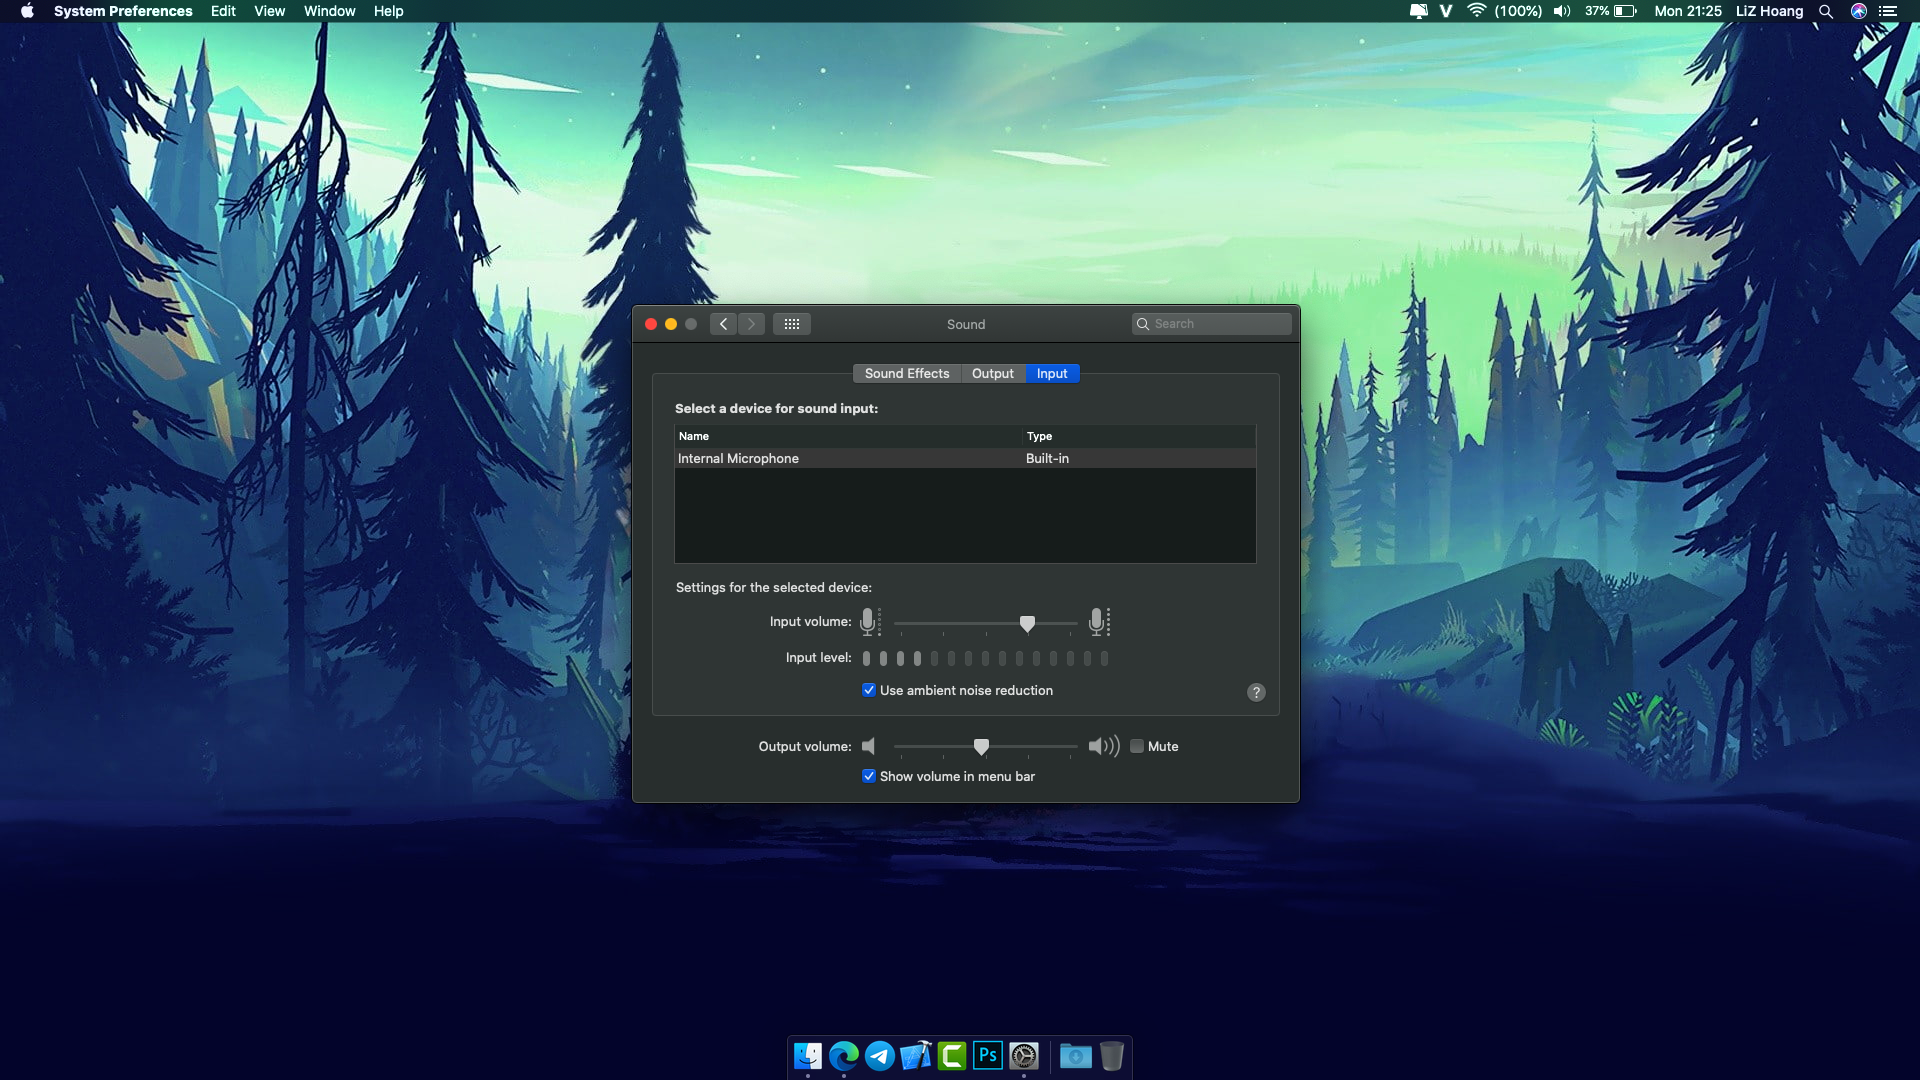 System Preferences Edit View Window Help V (100%) 37% Mon 21:25 LiZ Hoang
Sound Search
Sound Effects Output Input
Select a device for sound input:
Name Type
Internal Microphone Built-in
Settings for the selected device:
Input volume:
Input level:
Use ambient noise reduction ?
Output volume: Mute
Show volume in menu bar
Ps